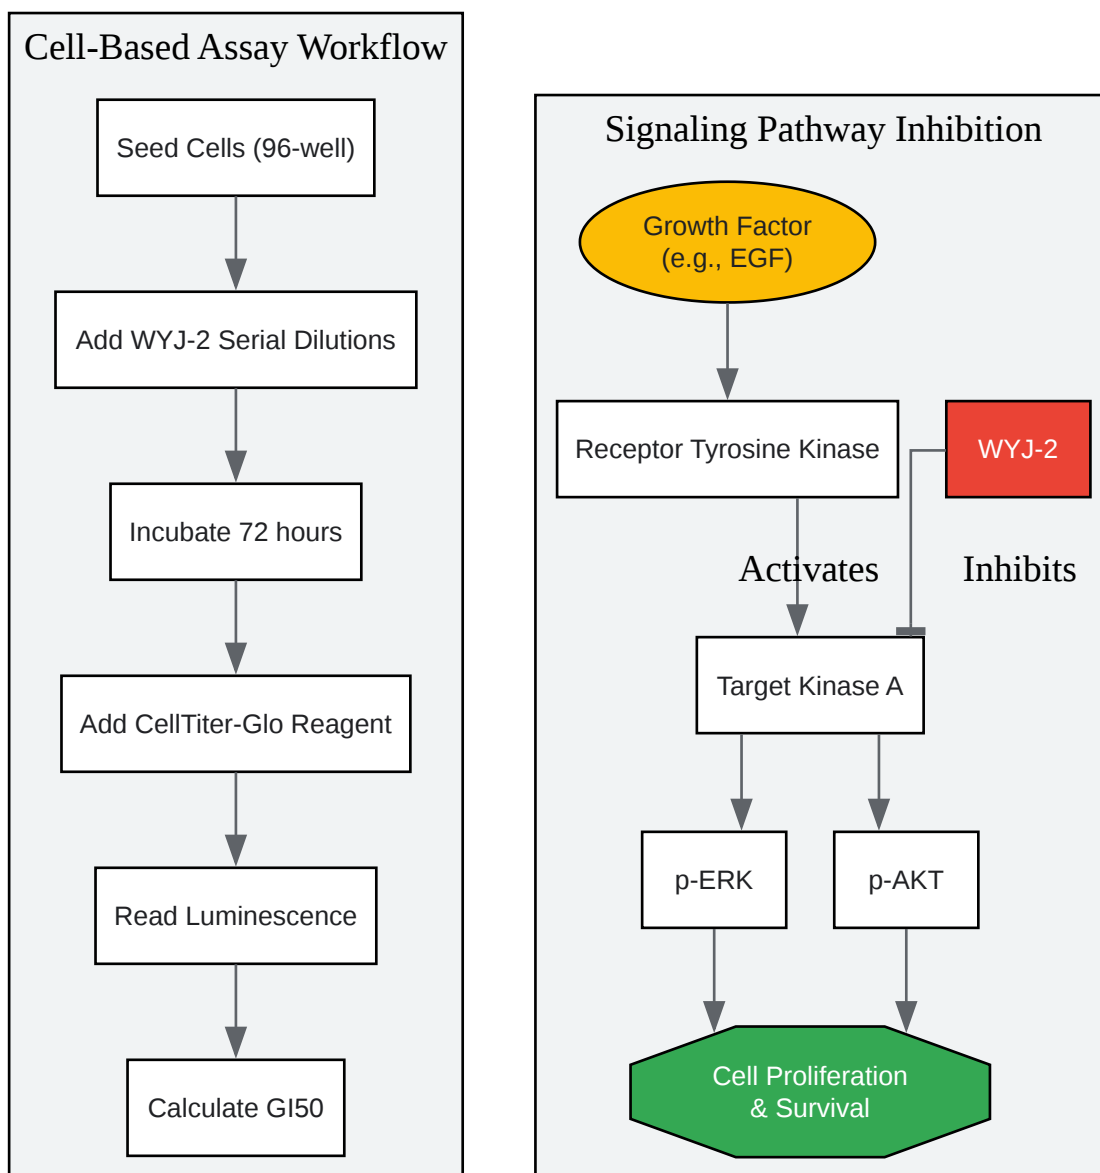 Cell-Based Assay Workflow
Seed Cells (96-well)
Add WYJ-2 Serial Dilutions
Incubate 72 hours
Add CellTiter-Glo Reagent
Read Luminescence
Calculate GI50
Signaling Pathway Inhibition
Growth Factor
(e.g., EGF)
Receptor Tyrosine Kinase
WYJ-2
Activates
Inhibits
Target Kinase A
p-ERK
p-AKT
Cell Proliferation
& Survival